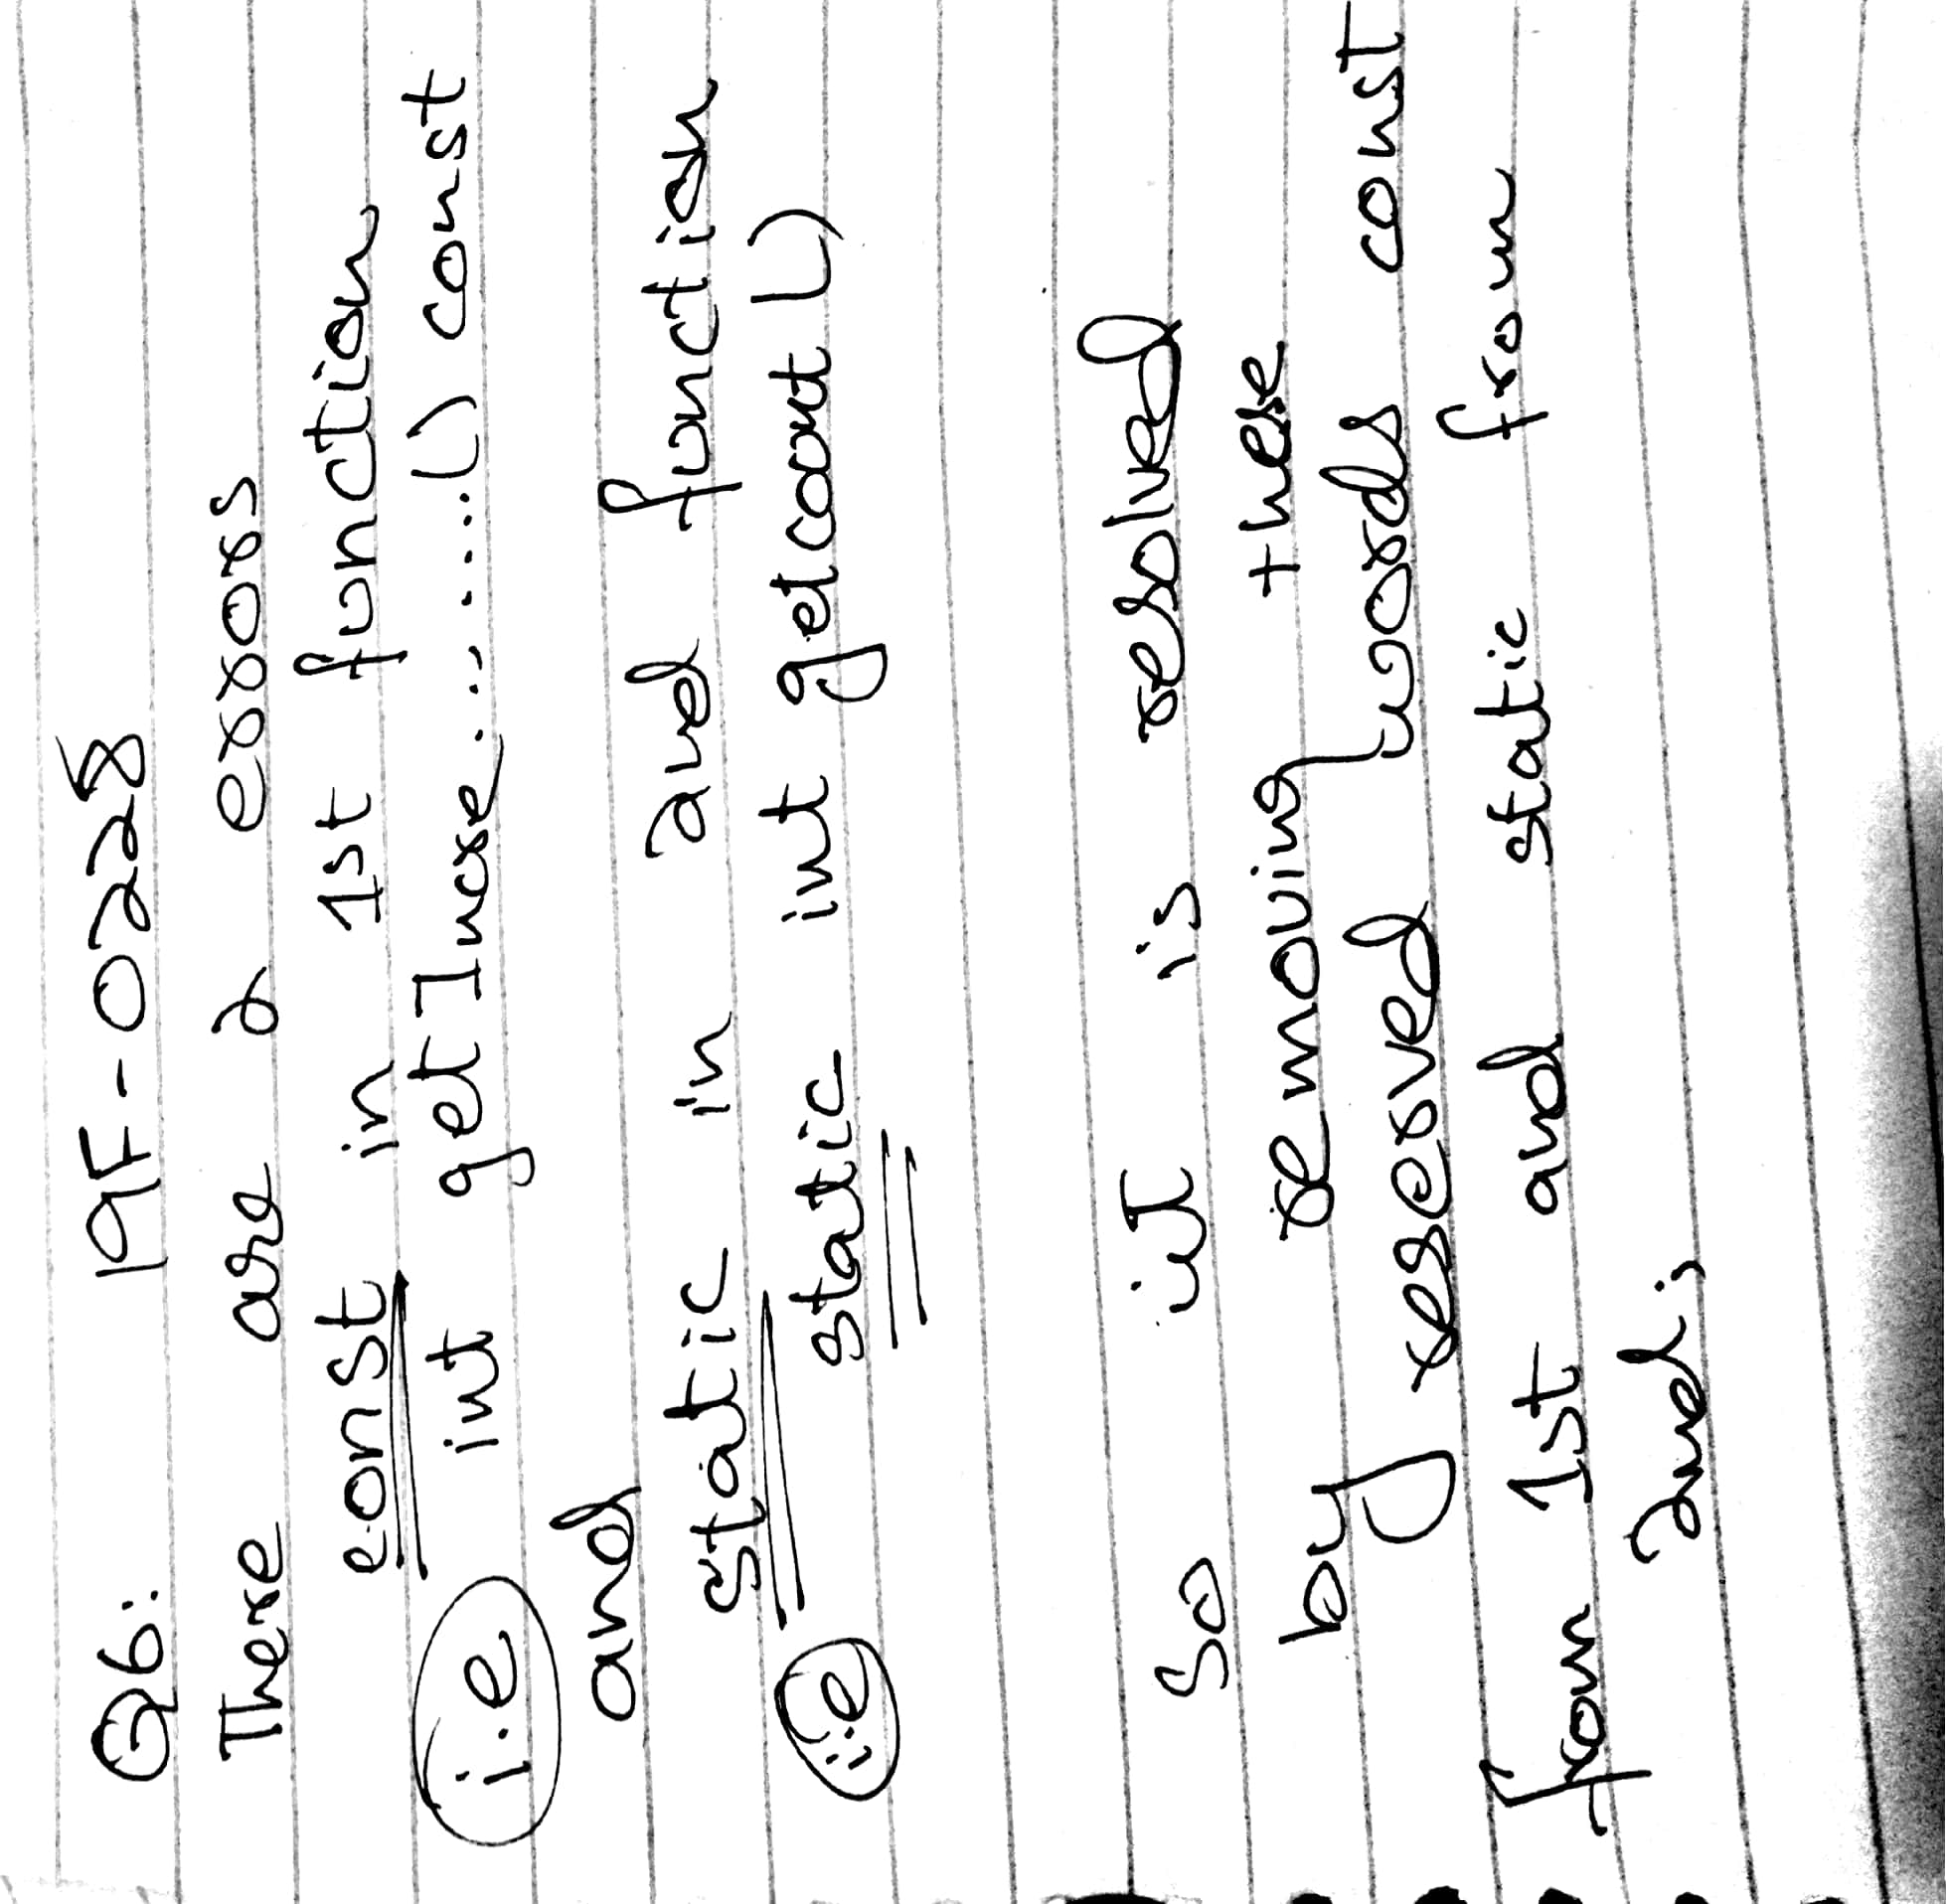 Q6: 19F-0228
There are 2 errors
const in 1st function
i.e int getIncre........() const
and
static in 2nd function
i.e static int getcount()
So it is resolved
by removing these
reserved words const
from 1st and static from
2nd;